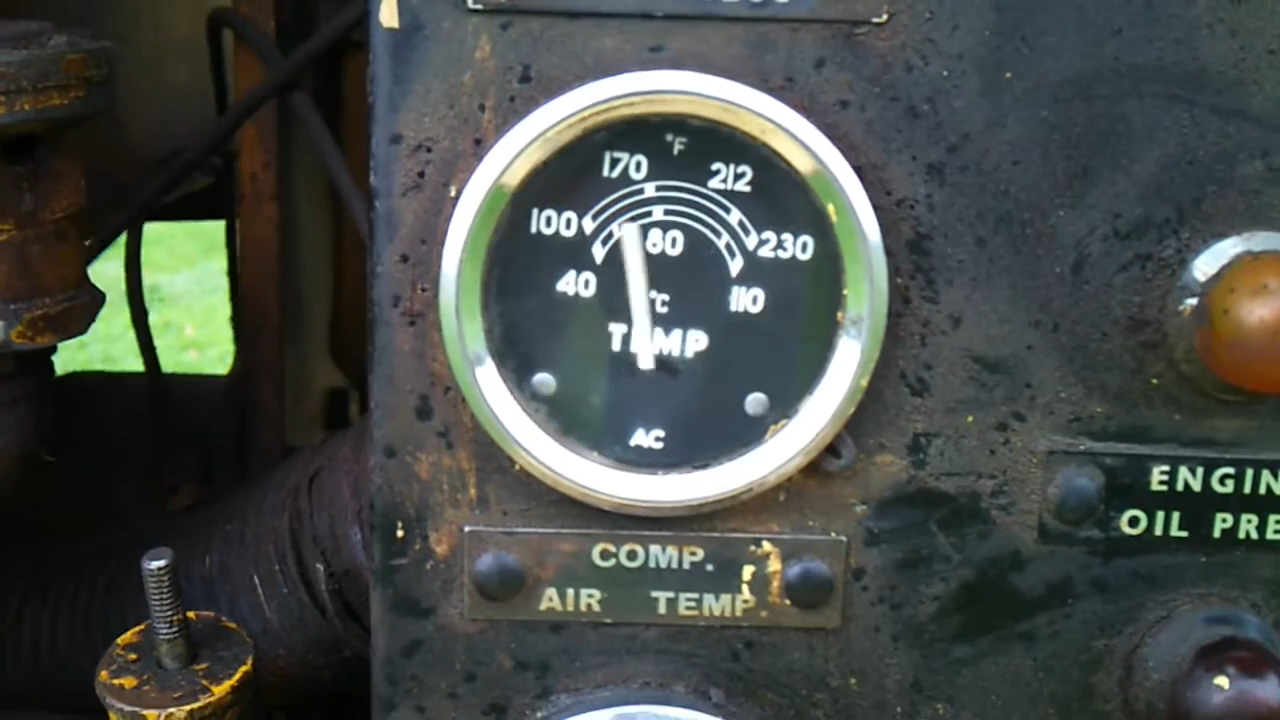 °F
170 212
100 230
80
40 110
°C
TEMP
AC
COMP.
AIR TEMP.
ENGIN
OIL PRE